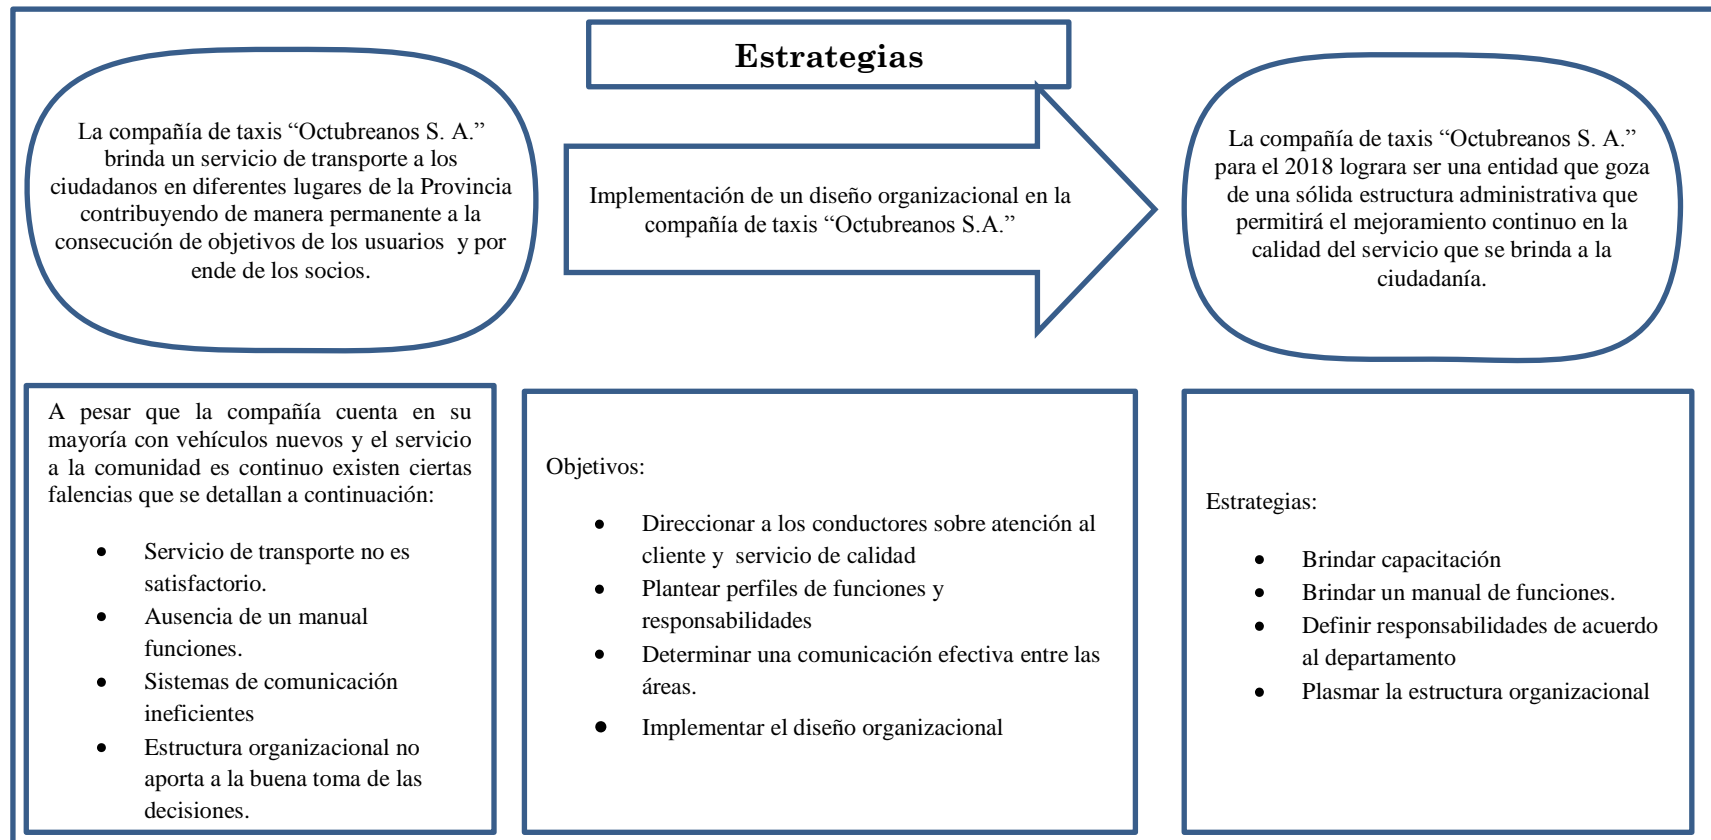 Estrategias
La compañía de taxis “Octubreanos S. A.”
brinda un servicio de transporte a los
ciudadanos en diferentes lugares de la Provincia
contribuyendo de manera permanente a la
consecución de objetivos de los usuarios y por
ende de los socios.
Implementación de un diseño organizacional en la
compañía de taxis “Octubreanos S.A.”
La compañía de taxis “Octubreanos S. A.”
para el 2018 lograra ser una entidad que goza
de una sólida estructura administrativa que
permitirá el mejoramiento continuo en la
calidad del servicio que se brinda a la
ciudadanía.
A pesar que la compañía cuenta en su
mayoría con vehículos nuevos y el servicio
a la comunidad es continuo existen ciertas
falencias que se detallan a continuación:
• Servicio de transporte no es
satisfactorio.
• Ausencia de un manual
funciones.
• Sistemas de comunicación
ineficientes
• Estructura organizacional no
aporta a la buena toma de las
decisiones.
Objetivos:
• Direccionar a los conductores sobre atención al
cliente y servicio de calidad
• Plantear perfiles de funciones y
responsabilidades
• Determinar una comunicación efectiva entre las
áreas.
• Implementar el diseño organizacional
Estrategias:
• Brindar capacitación
• Brindar un manual de funciones.
• Definir responsabilidades de acuerdo
al departamento
• Plasmar la estructura organizacional